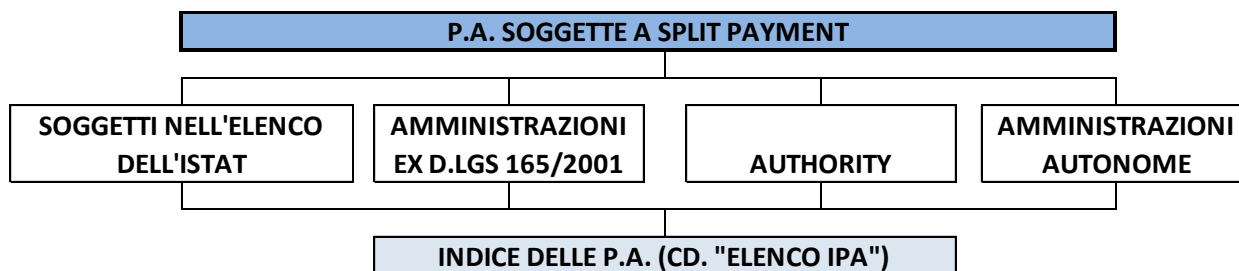 P.A. SOGGETTE A SPLIT PAYMENT
SOGGETTI NELL'ELENCO
DELL'ISTAT
AMMINISTRAZIONI
EX D.LGS 165/2001
AUTHORITY
AMMINISTRAZIONI
AUTONOME
INDICE DELLE P.A. (CD. "ELENCO IPA")